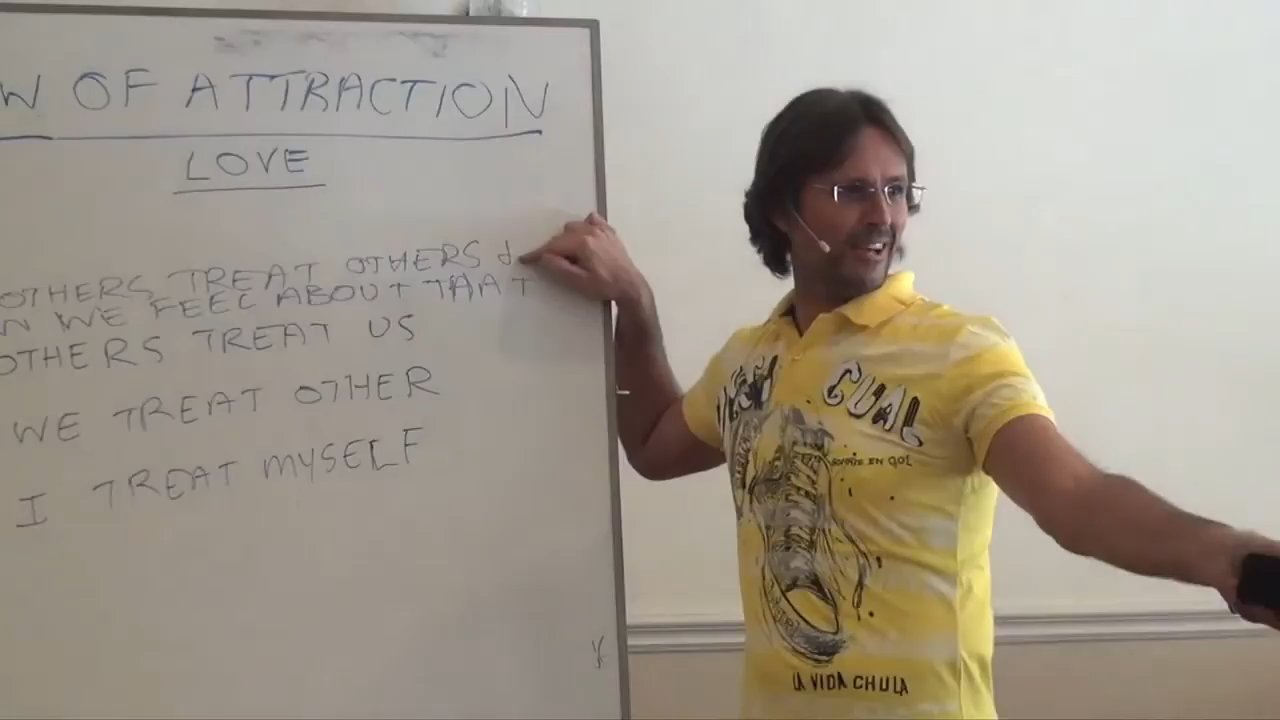 W OF ATTRACTION
LOVE
OTHERS TREAT OTHERS &
N WE FEEL ABOUT THAT
OTHERS TREAT US
WE TREAT OTHER
I TREAT MYSELF
CUAL
LA VIDA CHULA